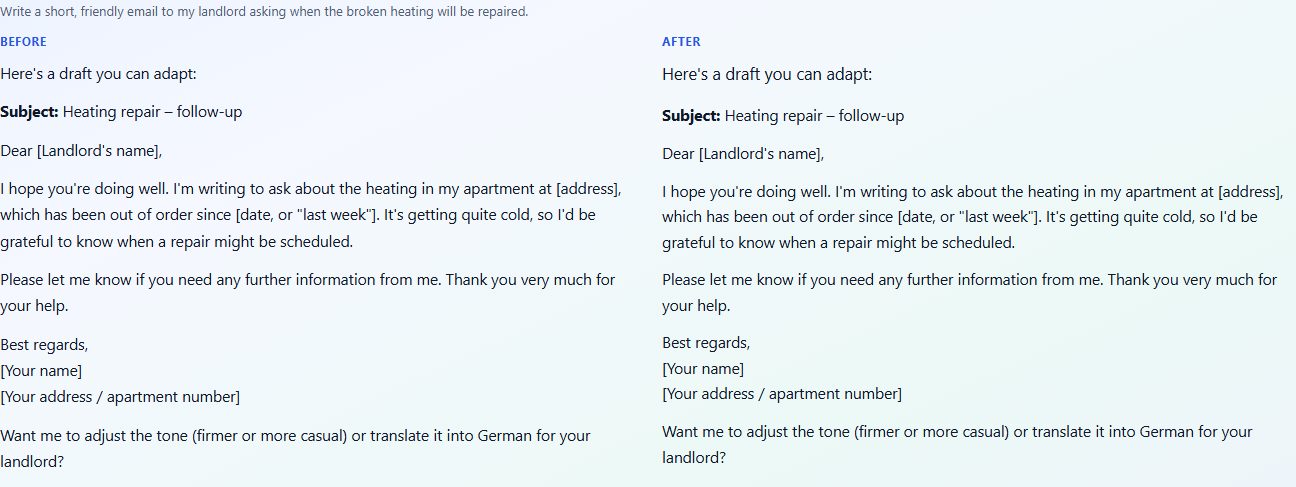 Write a short, friendly email to my landlord asking when the broken heating will be repaired.
BEFORE
Here's a draft you can adapt:
Subject: Heating repair – follow-up
Dear [Landlord's name],
I hope you're doing well. I'm writing to ask about the heating in my apartment at [address],
which has been out of order since [date, or "last week"]. It's getting quite cold, so I'd be
grateful to know when a repair might be scheduled.
Please let me know if you need any further information from me. Thank you very much for
your help.
Best regards,
[Your name]
[Your address / apartment number]
Want me to adjust the tone (firmer or more casual) or translate it into German for your
landlord?
AFTER
Here's a draft you can adapt:
Subject: Heating repair – follow-up
Dear [Landlord's name],
I hope you're doing well. I'm writing to ask about the heating in my apartment at [address],
which has been out of order since [date, or "last week"]. It's getting quite cold, so I'd be
grateful to know when a repair might be scheduled.
Please let me know if you need any further information from me. Thank you very much for
your help.
Best regards,
[Your name]
[Your address / apartment number]
Want me to adjust the tone (firmer or more casual) or translate it into German for your
landlord?